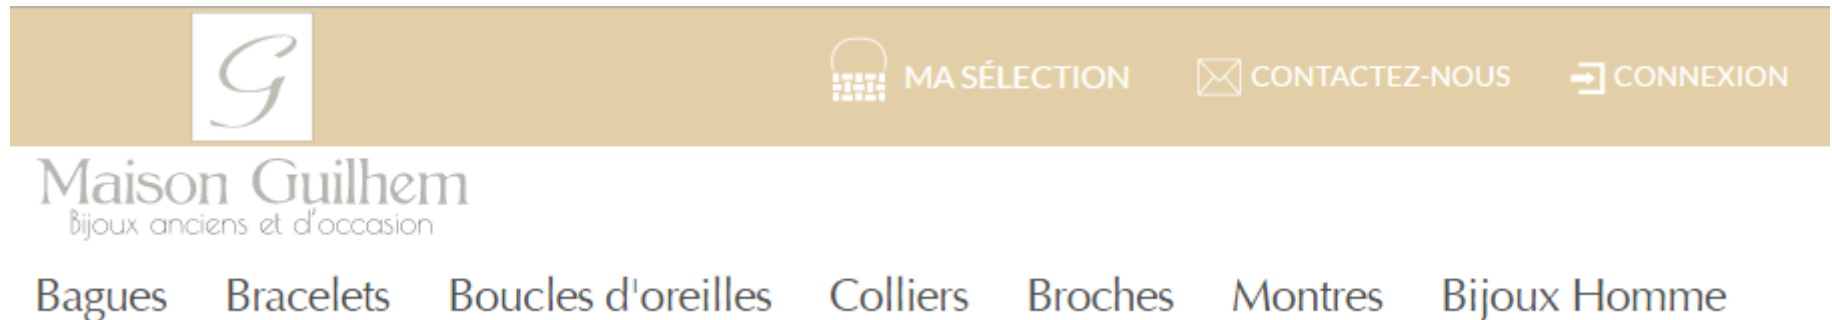 G
MA SÉLECTION CONTACTEZ-NOUS CONNEXION
Maison Guilhem
Bijoux anciens et d'occasion
Bagues Bracelets Boucles d'oreilles Colliers Broches Montres Bijoux Homme